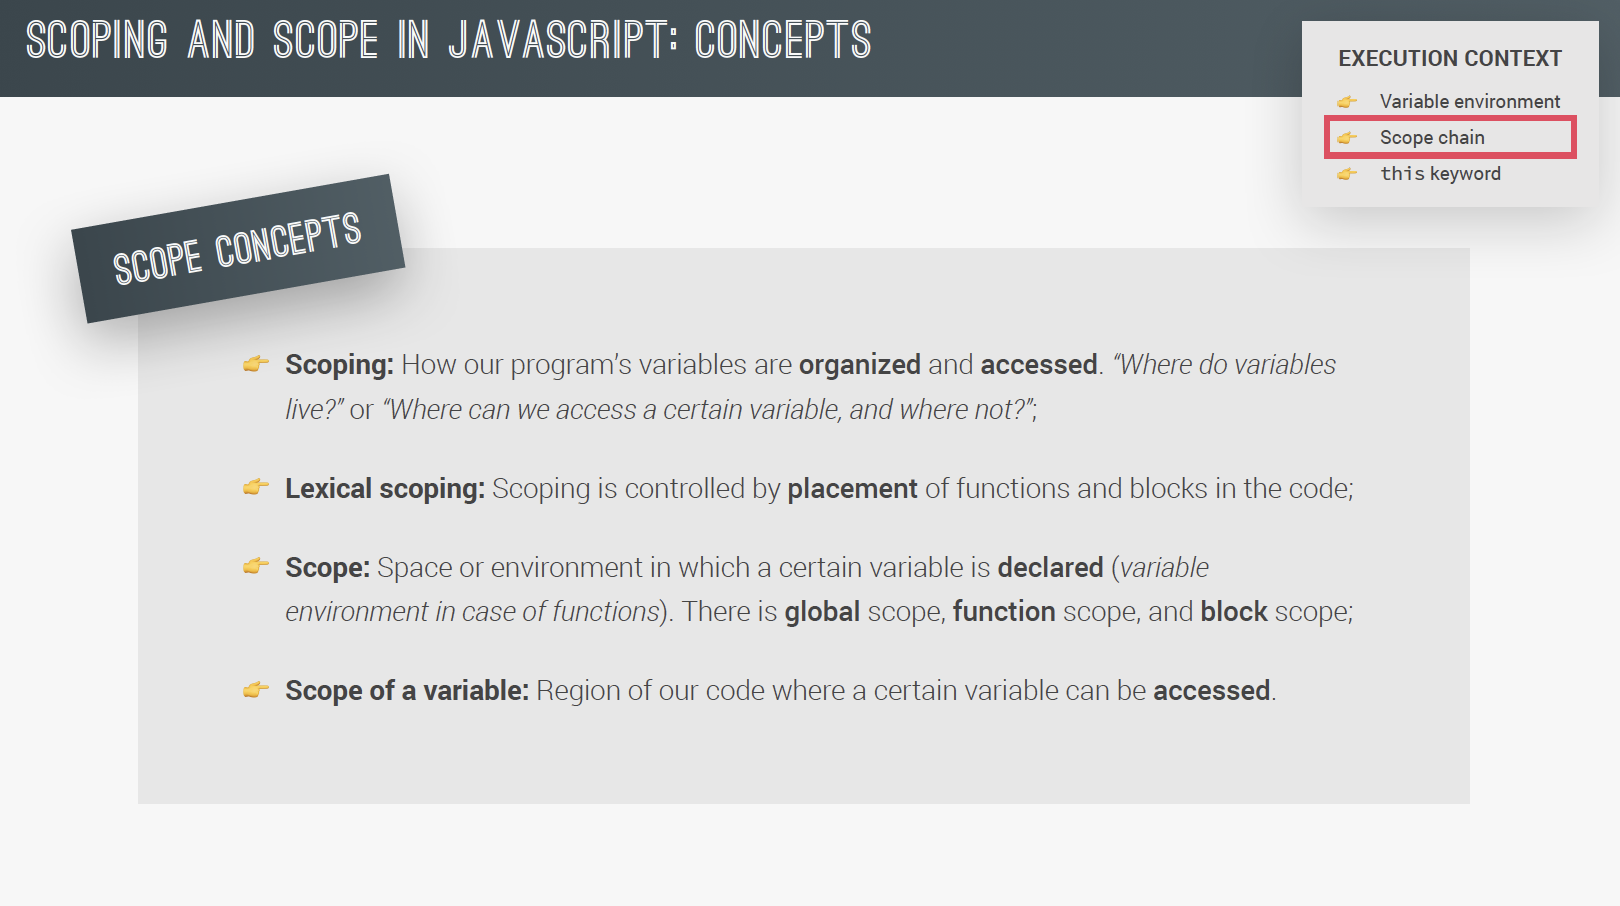 SCOPING AND SCOPE IN JAVASCRIPT: CONCEPTS
EXECUTION CONTEXT
👉 Variable environment
👉 Scope chain
👉 this keyword
SCOPE CONCEPTS
👉 Scoping: How our program’s variables are organized and accessed. “Where do variables
live?” or “Where can we access a certain variable, and where not?”;
👉 Lexical scoping: Scoping is controlled by placement of functions and blocks in the code;
👉 Scope: Space or environment in which a certain variable is declared (variable
environment in case of functions). There is global scope, function scope, and block scope;
👉 Scope of a variable: Region of our code where a certain variable can be accessed.